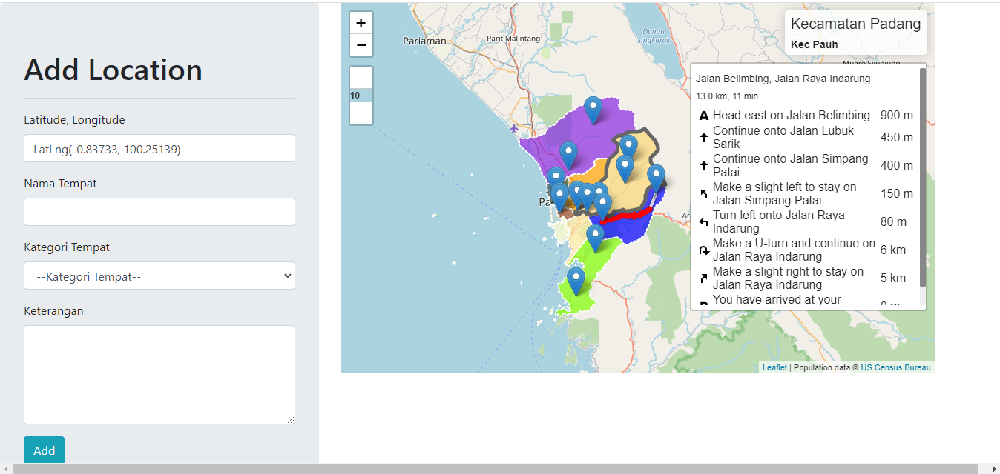 Add Location
Latitude, Longitude
LatLng(-0.83733, 100.25139)
Nama Tempat
Kategori Tempat
--Kategori Tempat--
Keterangan
Add
+
−
10
Pariaman
Parit Malintang
Danau
Singkarak
Kecamatan Padang
Kec Pauh
Jalan Belimbing, Jalan Raya Indarung
13.0 km, 11 min
A Head east on Jalan Belimbing 900 m
Continue onto Jalan Lubuk
Sarik
450 m
Continue onto Jalan Simpang
Patai
400 m
Make a slight left to stay on
Jalan Simpang Patai
150 m
Turn left onto Jalan Raya
Indarung
80 m
Make a U-turn and continue on
Jalan Raya Indarung
6 km
Make a slight right to stay on
Jalan Raya Indarung
5 km
You have arrived at your
0 m
Leaflet | Population data © US Census Bureau